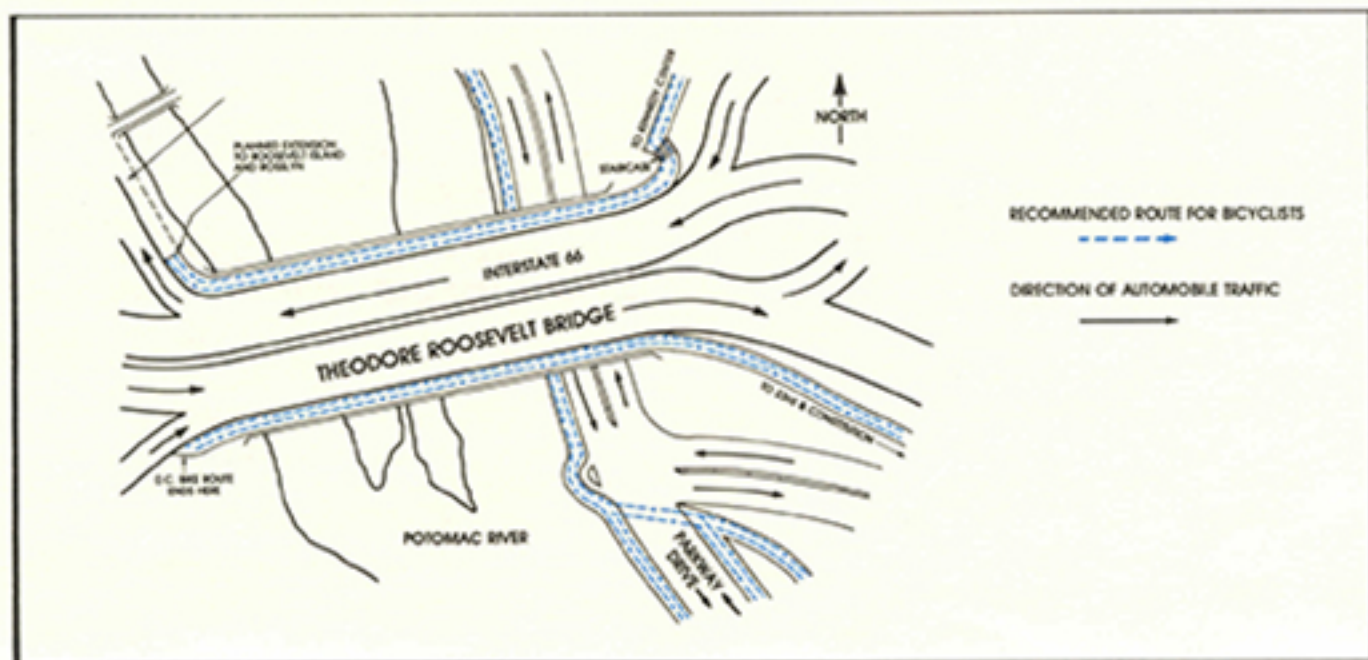 PLANNED EXTENSION
TO ROOSEVELT ISLAND
AND ROSSLYN
TO KENNEDY CENTER
STAIRCASE
NORTH
INTERSTATE 66
THEODORE ROOSEVELT BRIDGE
TO 23RD & CONSTITUTION
D.C. BIKE ROUTE
ENDS HERE
POTOMAC RIVER
PARKWAY
DRIVE
RECOMMENDED ROUTE FOR BICYCLISTS
DIRECTION OF AUTOMOBILE TRAFFIC